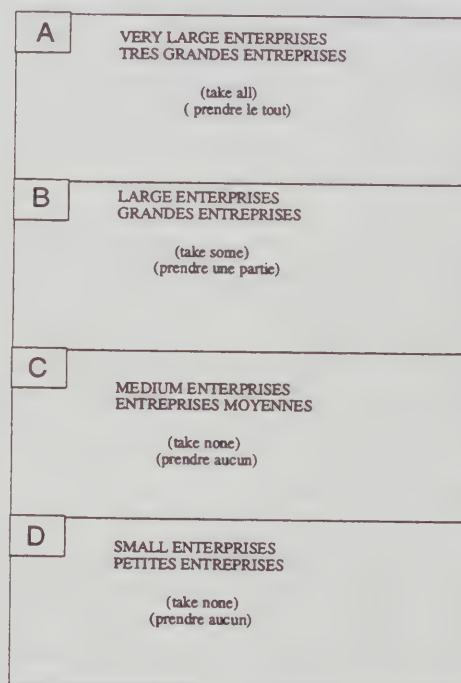 A
VERY LARGE ENTERPRISES
TRES GRANDES ENTREPRISES
(take all)
( prendre le tout)
B
LARGE ENTERPRISES
GRANDES ENTREPRISES
(take some)
(prendre une partie)
C
MEDIUM ENTERPRISES
ENTREPRISES MOYENNES
(take none)
(prendre aucun)
D
SMALL ENTERPRISES
PETITES ENTREPRISES
(take none)
(prendre aucun)